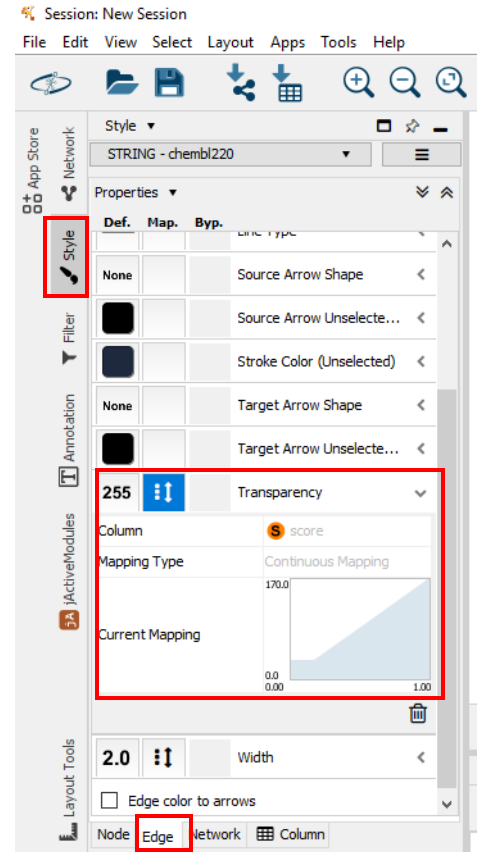 Session: New Session
File Edit View Select Layout Apps Tools Help
App Store
Network
Style
Filter
Annotation
jActiveModules
Layout Tools
Style
STRING - chembl220
Properties
Def. Map. Byp.
Line Type
None Source Arrow Shape
Source Arrow Unselecte...
Stroke Color (Unselected)
None Target Arrow Shape
Target Arrow Unselecte...
255 Transparency
Column S score
Mapping Type Continuous Mapping
170.0
Current Mapping
0.0
0.00 1.00
2.0 Width
Edge color to arrows
Node Edge Network Column